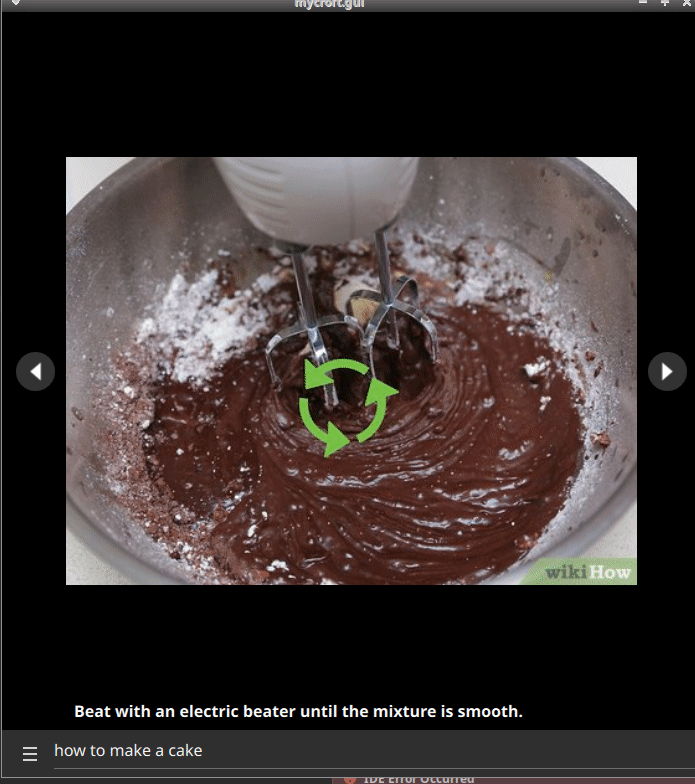 mycroft.gui
wikiHow
Beat with an electric beater until the mixture is smooth.
how to make a cake
IDE Error Occurred